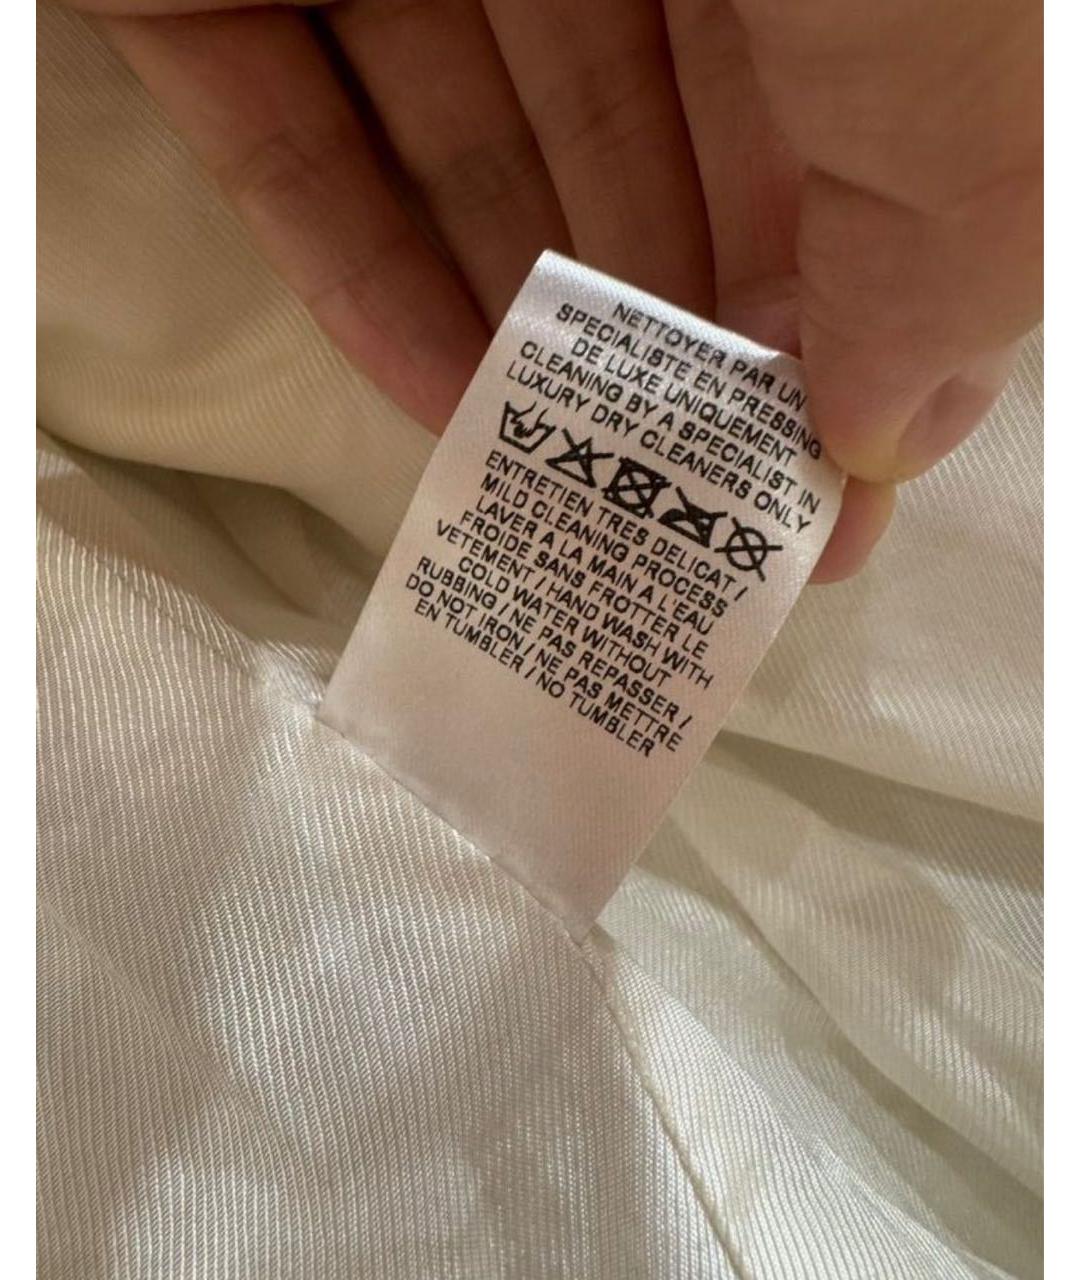 NETTOYER PAR UN
SPECIALISTE EN PRESSING
DE LUXE UNIQUEMENT
CLEANING BY A SPECIALIST IN
LUXURY DRY CLEANERS ONLY
ENTRETIEN TRES DELICAT /
MILD CLEANING PROCESS
LAVER A LA MAIN A L'EAU
FROIDE SANS FROTTER LE
VETEMENT / HAND WASH WITH
COLD WATER WITHOUT
RUBBING / NE PAS REPASSER /
DO NOT IRON / NE PAS METTRE
EN TUMBLER / NO TUMBLER